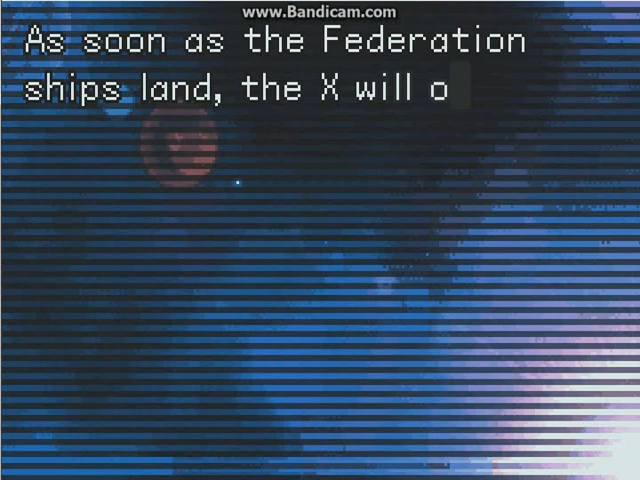 www.Bandicam.com
As soon as the Federation
ships land, the X will o